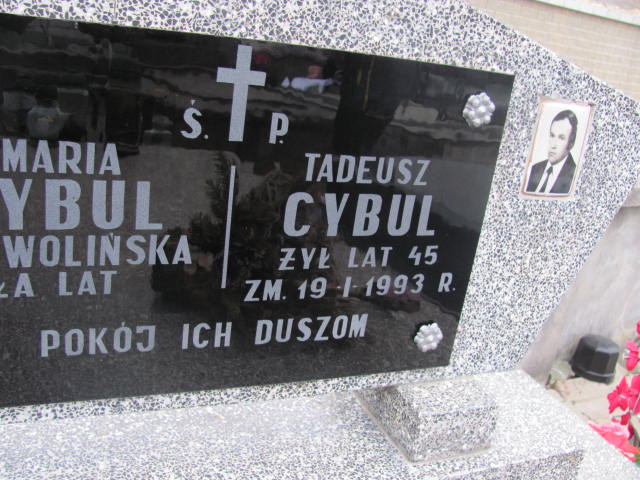 Ś. P.
MARIA
YBUL
WOLIŃSKA
ŁA LAT
TADEUSZ
CYBUL
ŻYŁ LAT 45
ZM. 19-I-1993 R.
POKÓJ ICH DUSZOM